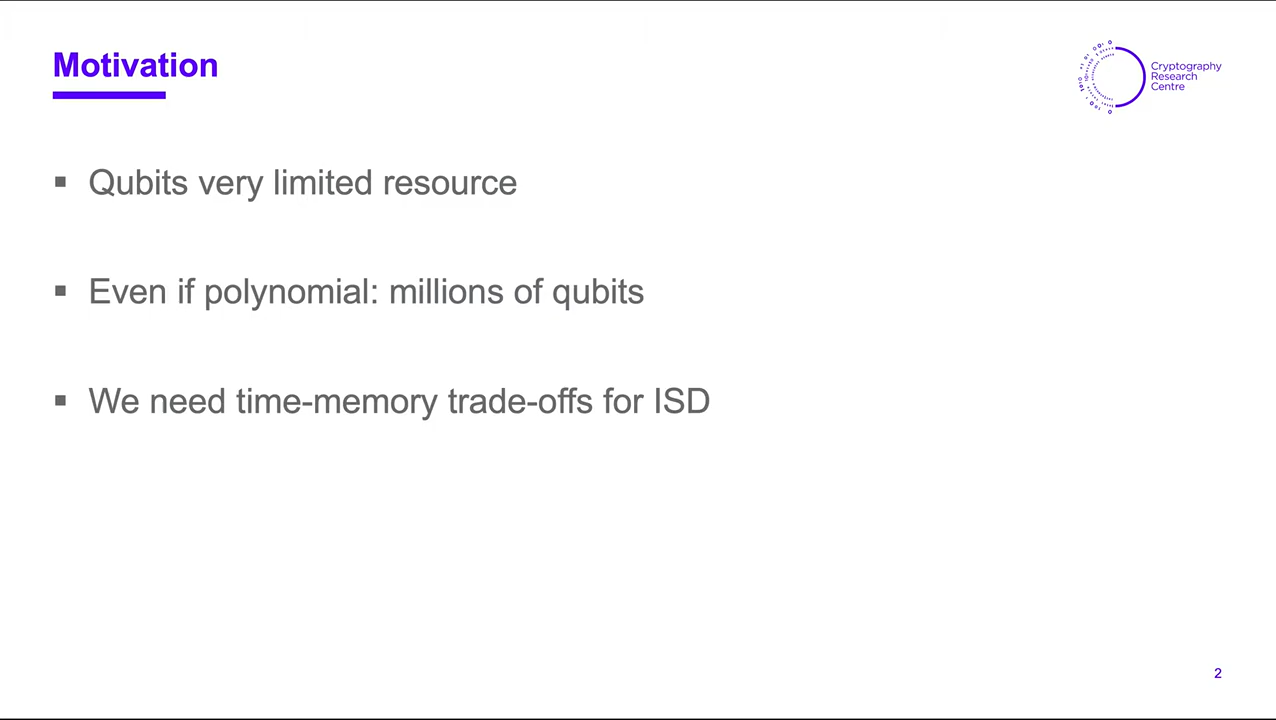 Motivation
Cryptography
Research
Centre
▪ Qubits very limited resource
▪ Even if polynomial: millions of qubits
▪ We need time-memory trade-offs for ISD
2